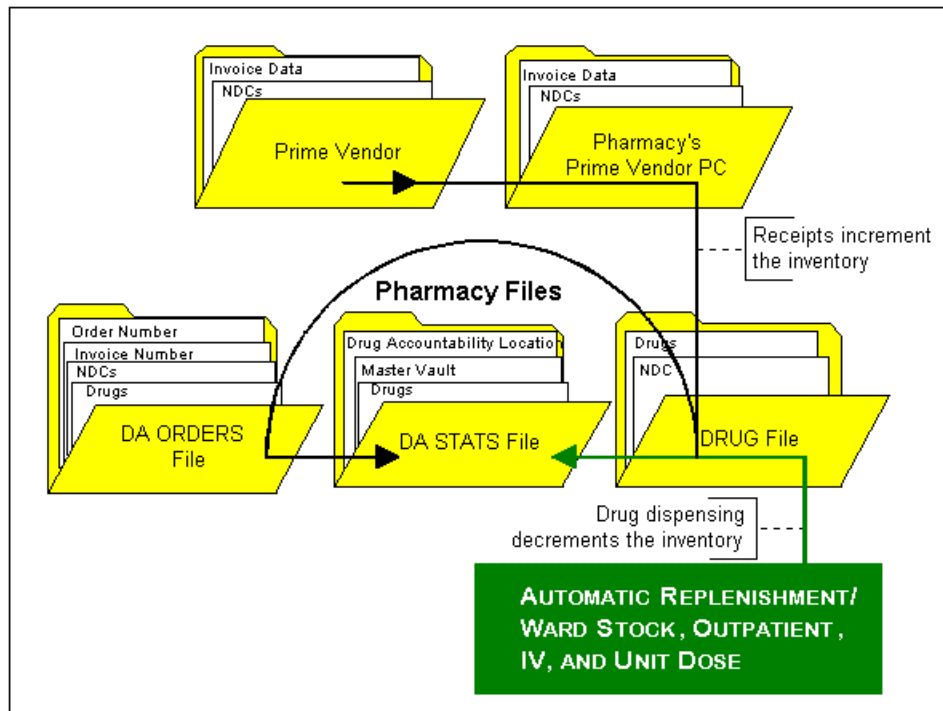 Invoice Data
NDCs
Prime Vendor
Invoice Data
NDCs
Pharmacy's
Prime Vendor PC
Receipts increment
the inventory
Pharmacy Files
Order Number
Invoice Number
NDCs
Drugs
DA ORDERS
File
Drug Accountability Location
Master Vault
Drugs
DA STATS File
Drugs
NDC
DRUG File
Drug dispensing
decrements the inventory
AUTOMATIC REPLENISHMENT/
WARD STOCK, OUTPATIENT,
IV, AND UNIT DOSE